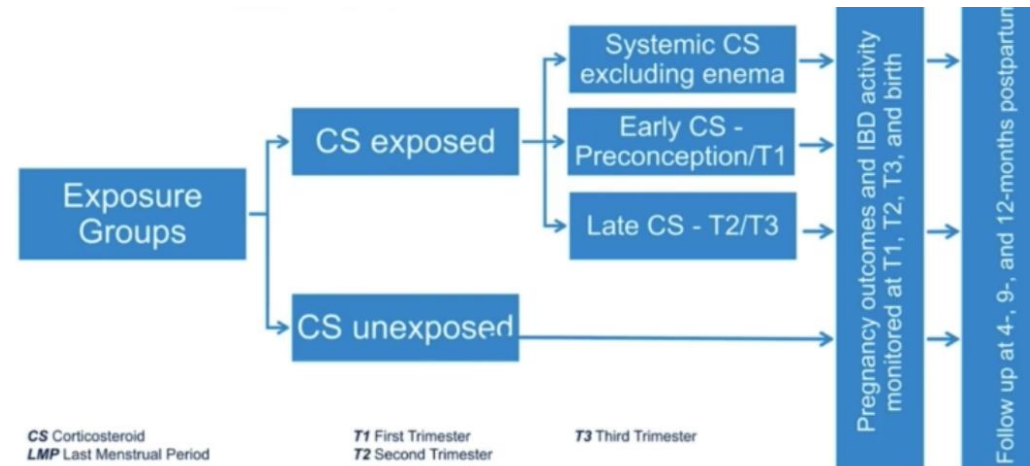 Exposure
Groups
CS exposed
CS unexposed
Systemic CS
excluding enema
Early CS -
Preconception/T1
Late CS - T2/T3
Pregnancy outcomes and IBD activity
monitored at T1, T2, T3, and birth
Follow up at 4-, 9-, and 12-months postpartum
CS Corticosteroid
LMP Last Menstrual Period
T1 First Trimester
T2 Second Trimester
T3 Third Trimester